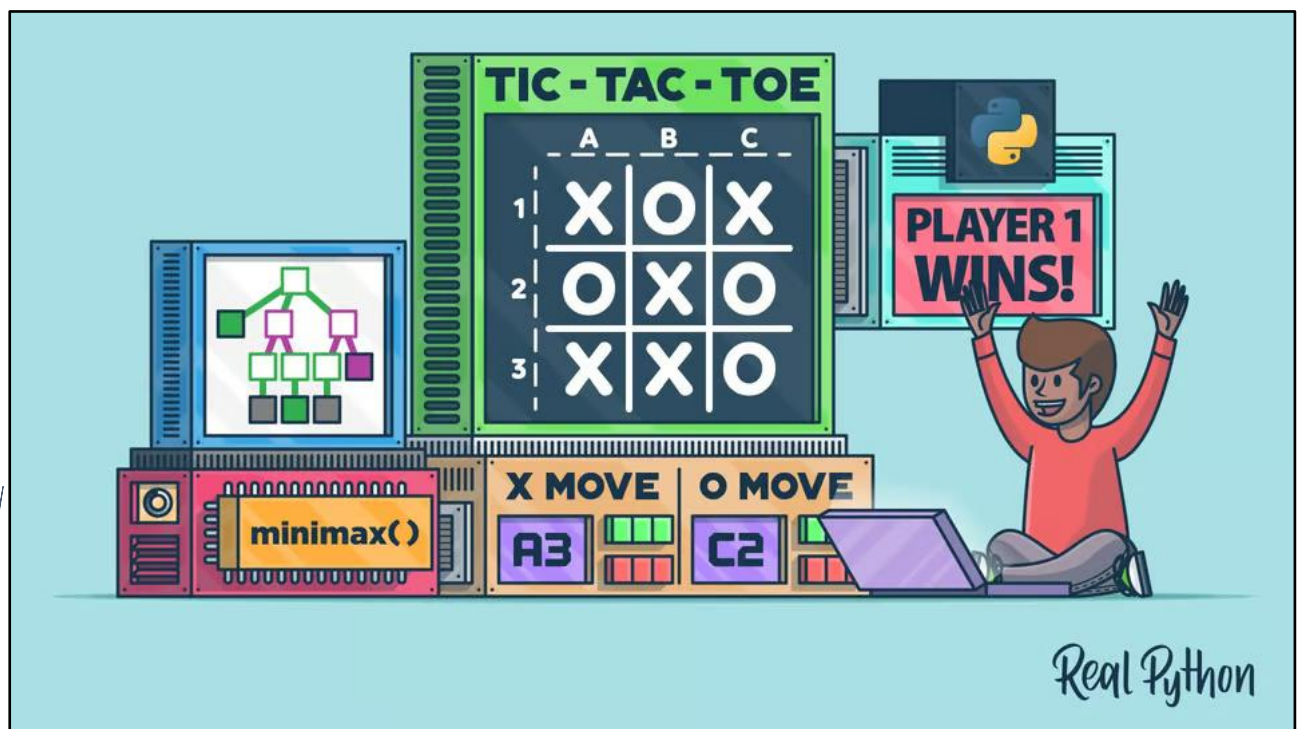 TIC - TAC - TOE
A B C
1 X O X
2 O X O
3 X X O
PLAYER 1
WINS!
minimax()
X MOVE O MOVE
A3 C2
Real Python